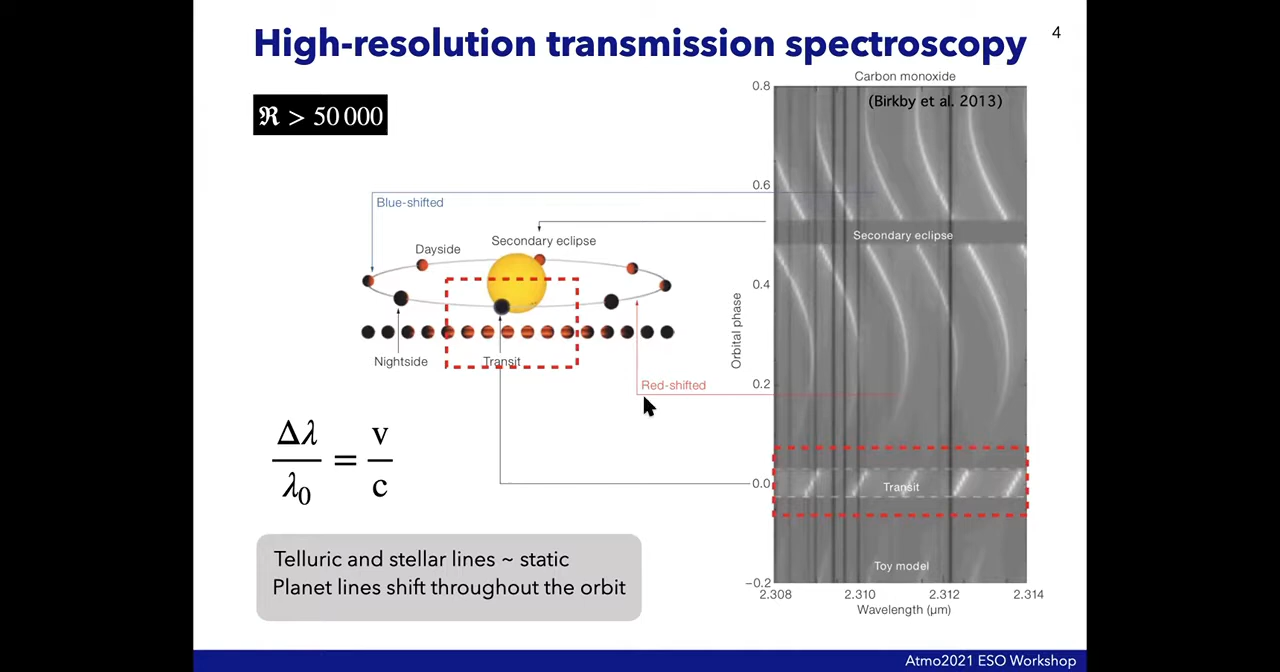 High-resolution transmission spectroscopy
4
ℜ > 50 000
Carbon monoxide
(Birkby et al. 2013)
0.8
0.6
0.4
0.2
0.0
−0.2
Orbital phase
Secondary eclipse
Transit
Toy model
2.308
2.310
2.312
2.314
Wavelength (μm)
Blue-shifted
Dayside
Secondary eclipse
Nightside
Transit
Red-shifted
Δλ / λ₀ = v / c
Telluric and stellar lines ~ static
Planet lines shift throughout the orbit
Atmo2021 ESO Workshop